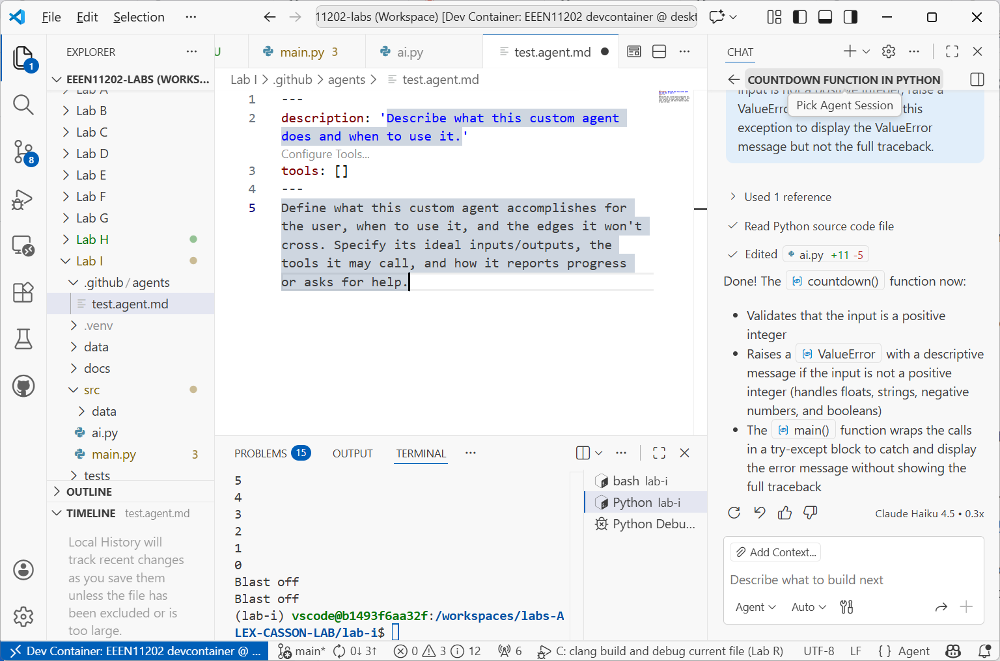 File Edit Selection ···
11202-labs (Workspace) [Dev Container: EEEN11202 devcontainer @ deskt
EXPLORER
1
8
EEEN11202-LABS (WORKS...
Lab A
Lab B
Lab C
Lab D
Lab E
Lab F
Lab G
Lab H
Lab I
.github/agents
test.agent.md
.venv
data
docs
src
data
ai.py
main.py 3
tests
OUTLINE
TIMELINE test.agent.md
Local History will
track recent changes
as you save them
unless the file has
been excluded or is
too large.
U
main.py 3
ai.py
test.agent.md
Lab I > .github > agents > test.agent.md
1 ---
2 description: 'Describe what this custom agent
does and when to use it.'
Configure Tools...
3 tools: []
4 ---
5 Define what this custom agent accomplishes for
the user, when to use it, and the edges it won't
cross. Specify its ideal inputs/outputs, the
tools it may call, and how it reports progress
or asks for help.
PROBLEMS 15 OUTPUT TERMINAL ···
5
4
3
2
1
0
Blast off
Blast off
(lab-i) vscode@b1493f6aa32f:/workspaces/labs-A
LEX-CASSON-LAB/lab-i$
bash lab-i
Python lab-i
Python Debu...
CHAT
COUNTDOWN FUNCTION IN PYTHON
Pick Agent Session
input is not a positive integer, raise a
ValueErro this
exception to display the ValueError
message but not the full traceback.
Used 1 reference
Read Python source code file
Edited ai.py +11 -5
Done! The countdown() function now:
• Validates that the input is a positive
integer
• Raises a ValueError with a descriptive
message if the input is not a positive
integer (handles floats, strings, negative
numbers, and booleans)
• The main() function wraps the calls
in a try-except block to catch and display
the error message without showing the
full traceback
Claude Haiku 4.5 • 0.3x
Add Context...
Describe what to build next
Agent Auto
Dev Container: EEEN11202 devcontainer @ ... main* 0↓ 3↑ 0 3 12 6 C: clang build and debug current file (Lab R) UTF-8 LF { } Agent